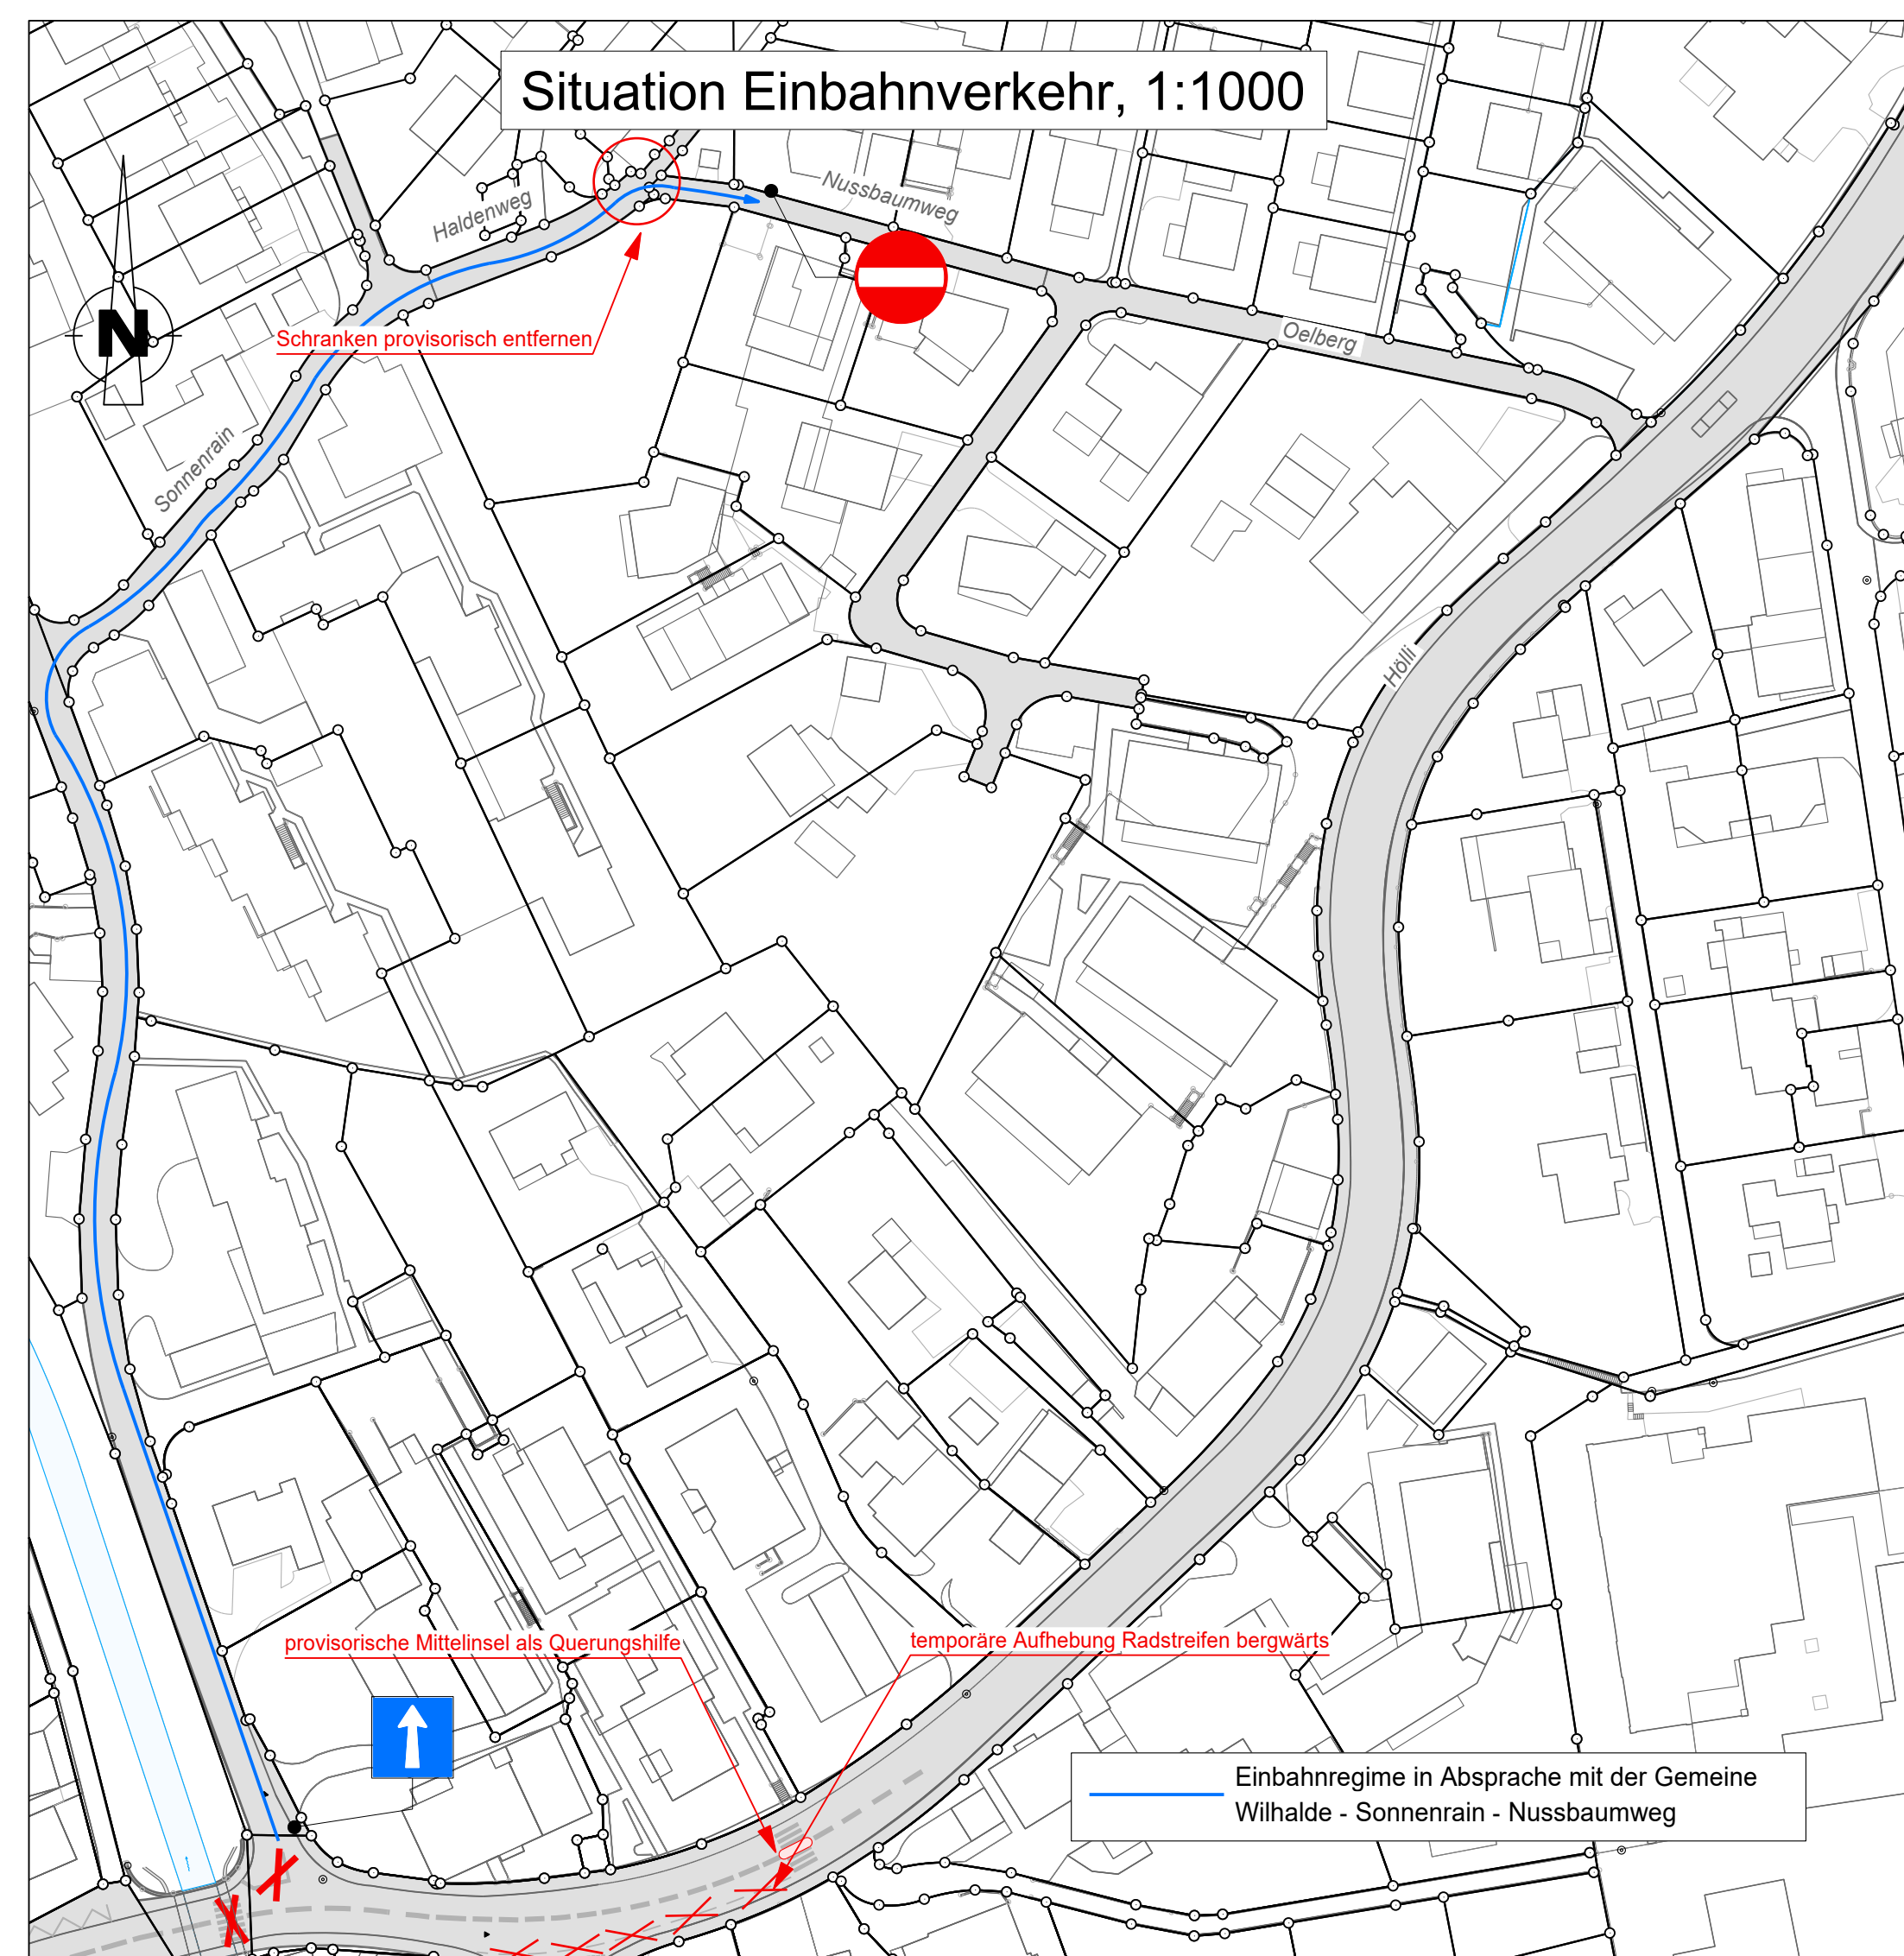 Situation Einbahnverkehr, 1:1000
Haldenweg
Nussbaumweg
N
Schranken provisorisch entfernen
Oelberg
Sonnenrain
Hölli
provisorische Mittelinsel als Querungshilfe
temporäre Aufhebung Radstreifen bergwärts
Einbahnregime in Absprache mit der Gemeine
Wilhalde - Sonnenrain - Nussbaumweg